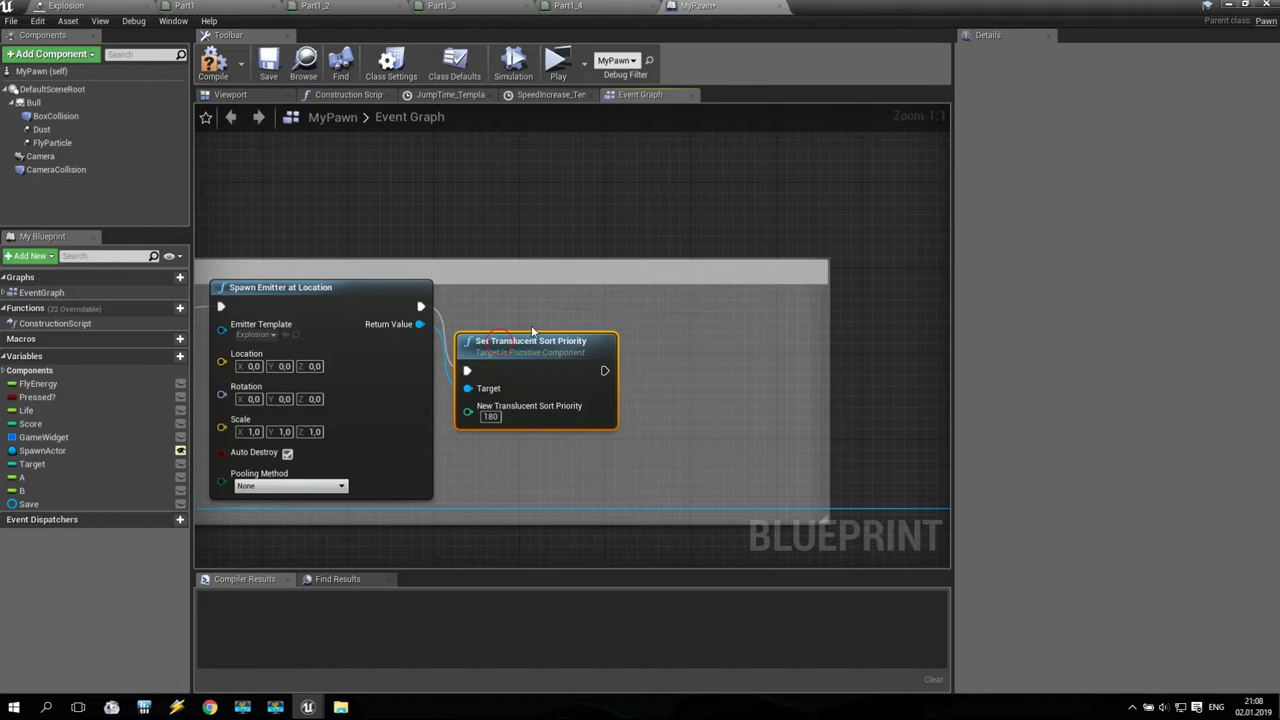 Explosion
Part1
Part1_2
Part1_3
Part1_4
MyPawn*
File Edit Asset View Debug Window Help
Parent class: Pawn
Components
Toolbar
Details
+Add Component
Search
Compile
Save
Browse
Find
Class Settings
Class Defaults
Simulation
Play
MyPawn
Debug Filter
MyPawn (self)
DefaultSceneRoot
Bull
BoxCollision
Dust
FlyParticle
Camera
CameraCollision
Viewport
Construction Scrip
JumpTime_Templa
SpeedIncrease_Ten
Event Graph
MyPawn > Event Graph
Zoom 1:1
My Blueprint
+Add New
Search
Graphs
EventGraph
Functions (22 Overridable)
ConstructionScript
Macros
Variables
Components
FlyEnergy
Pressed?
Life
Score
GameWidget
SpawnActor
Target
A
B
Save
Event Dispatchers
Spawn Emitter at Location
Emitter Template
Explosion
Return Value
Location
X 0,0 Y 0,0 Z 0,0
Rotation
X 0,0 Y 0,0 Z 0,0
Scale
X 1,0 Y 1,0 Z 1,0
Auto Destroy
Pooling Method
None
Set Translucent Sort Priority
Target is Primitive Component
Target
New Translucent Sort Priority
180
BLUEPRINT
Compiler Results
Find Results
Clear
ENG
21:08
02.01.2019